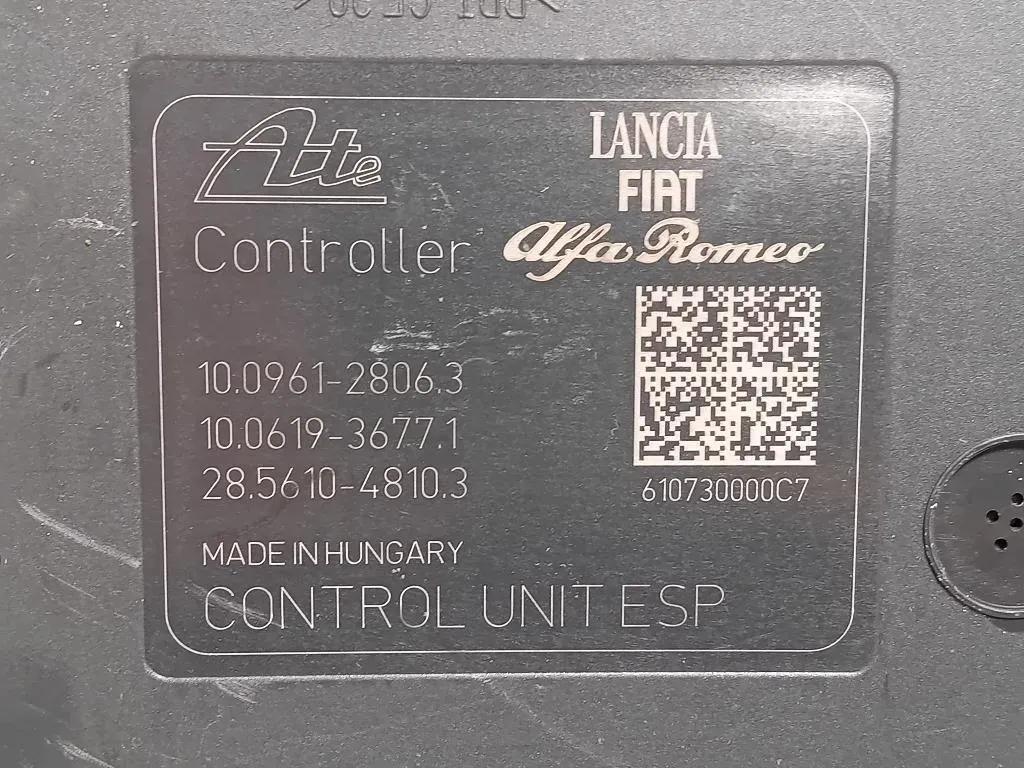 Ate
LANCIA
FIAT
Alfa Romeo
Controller
10.0961-2806.3
10.0619-3677.1
28.5610-4810.3
610730000C7
MADE IN HUNGARY
CONTROL UNIT ESP